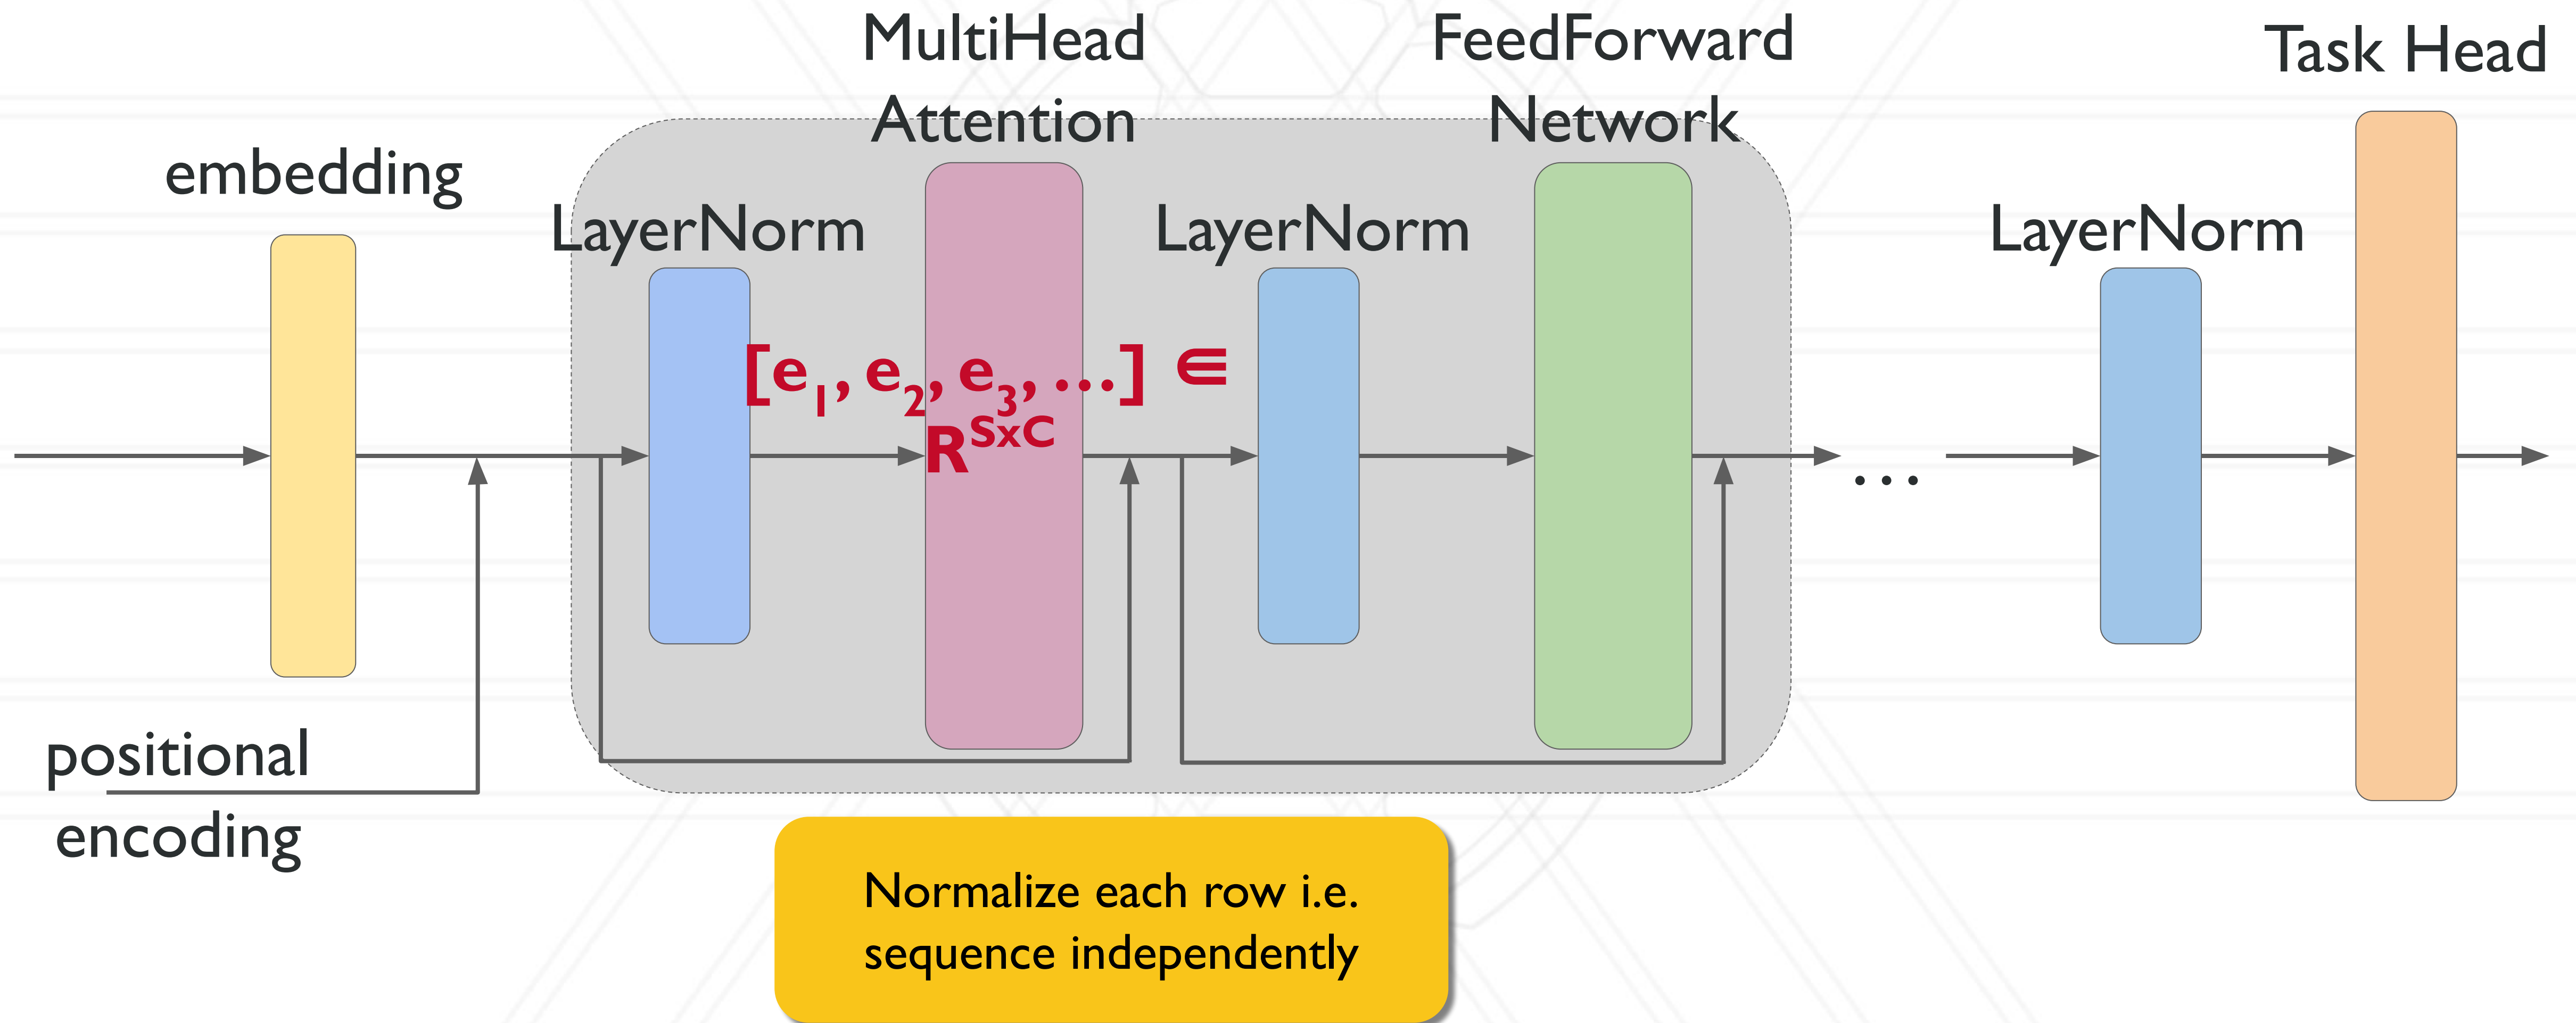 MultiHead
Attention
FeedForward
Network
Task Head
embedding
LayerNorm
LayerNorm
LayerNorm
[e₁, e₂, e₃, ...] ∈
R^SxC
...
positional
encoding
Normalize each row i.e.
sequence independently